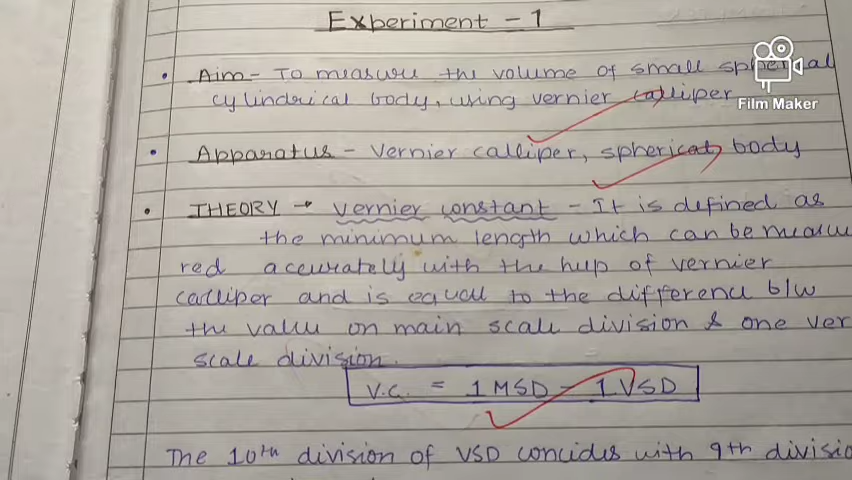 Experiment - 1
• Aim - To measure the volume of small spherical
cylindrical body, using vernier calliper
Film Maker
• Apparatus - Vernier calliper, spherical body
• THEORY → Vernier constant - It is defined as
the minimum length which can be measu
red accurately with the help of vernier
calliper and is equal to the difference b/w
the value on main scale division & one ver
scale division.
V.C. = 1 MSD - 1 VSD
The 10th division of VSD concides with 9th divisio